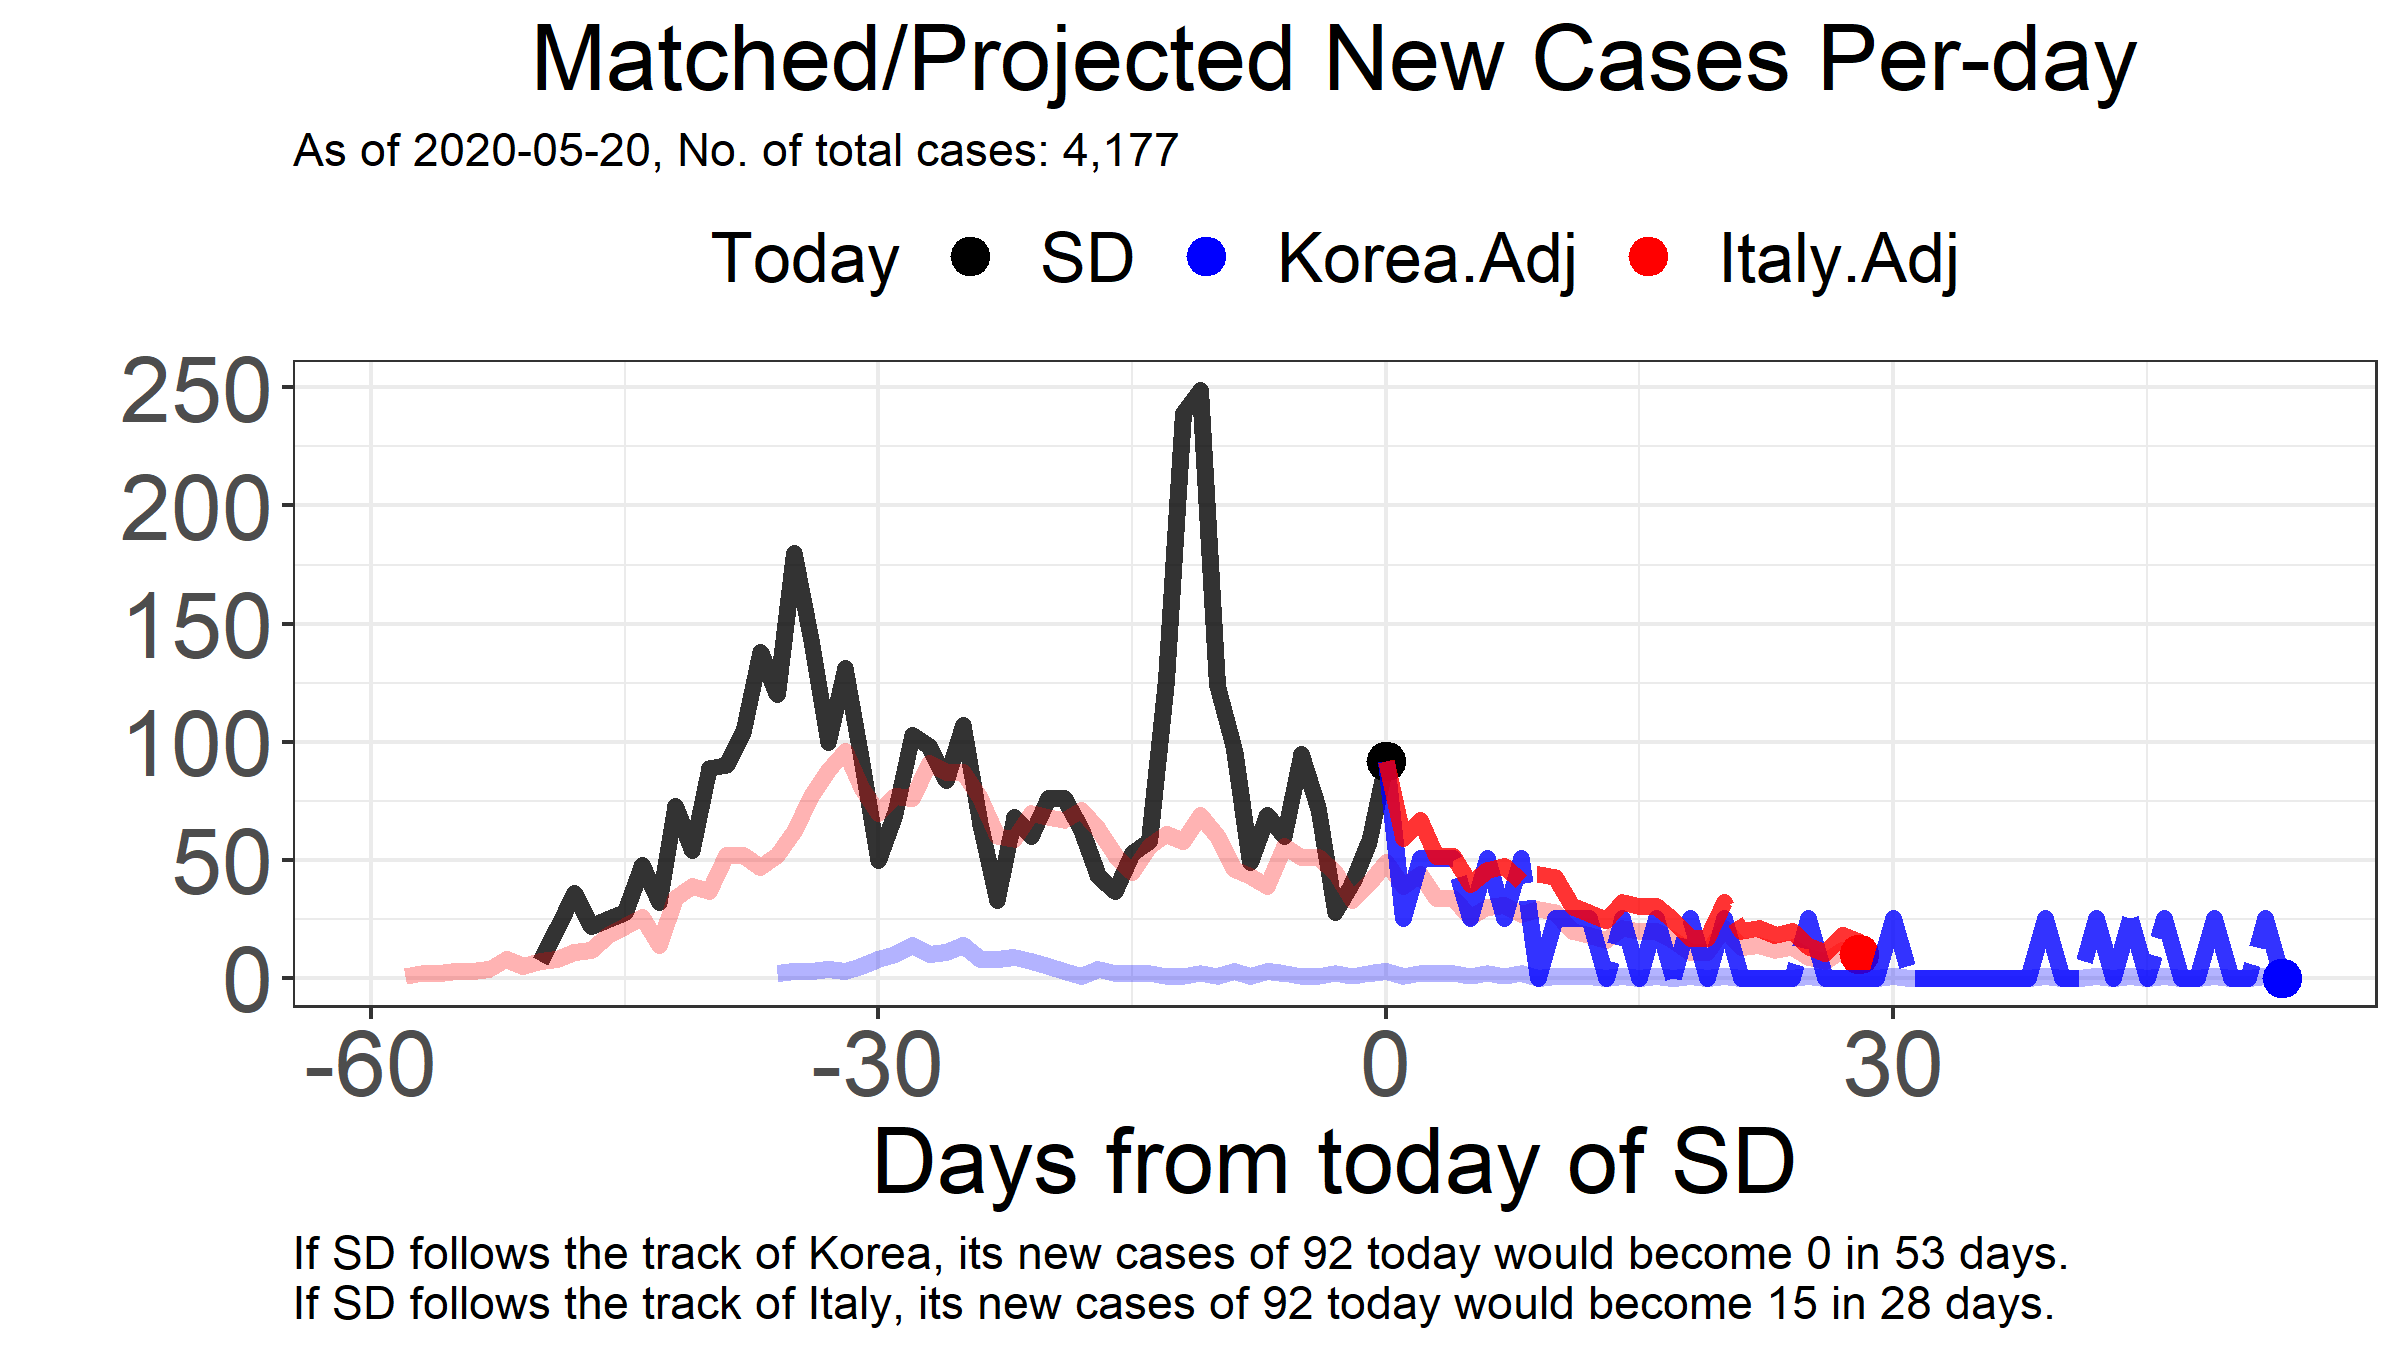 Matched/Projected New Cases Per-day
As of 2020-05-20, No. of total cases: 4,177
Today SD Korea.Adj Italy.Adj
250
200
150
100
50
0
-60 -30 0 30
Days from today of SD
If SD follows the track of Korea, its new cases of 92 today would become 0 in 53 days.
If SD follows the track of Italy, its new cases of 92 today would become 15 in 28 days.